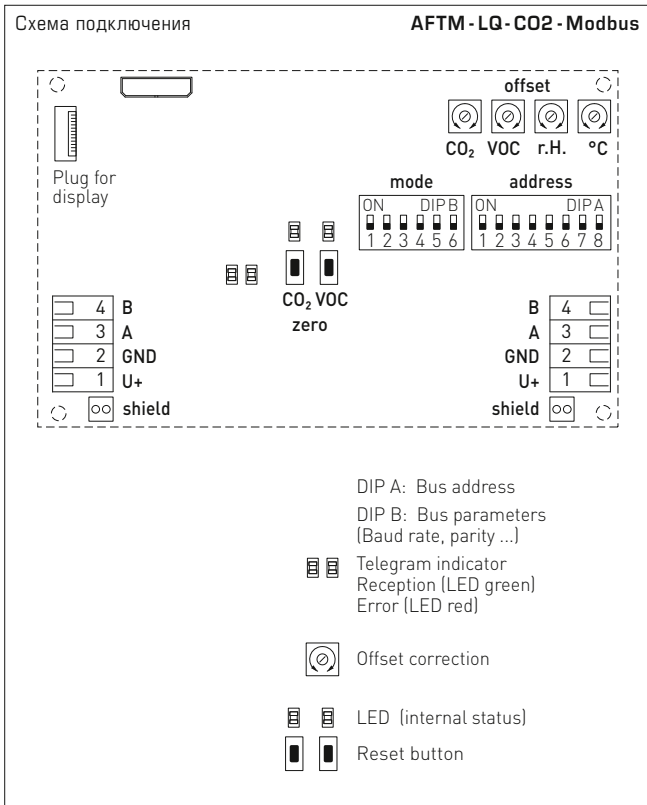 Схема подключения AFTM - LQ - CO2 - Modbus
offset
CO₂ VOC r.H. °C
Plug for
display
mode address
ON DIP B ON DIP A
1 2 3 4 5 6 1 2 3 4 5 6 7 8
CO₂ VOC
zero
4 B B 4
3 A A 3
2 GND GND 2
1 U+ U+ 1
shield shield
DIP A: Bus address
DIP B: Bus parameters
(Baud rate, parity ...)
Telegram indicator
Reception (LED green)
Error (LED red)
Offset correction
LED (internal status)
Reset button